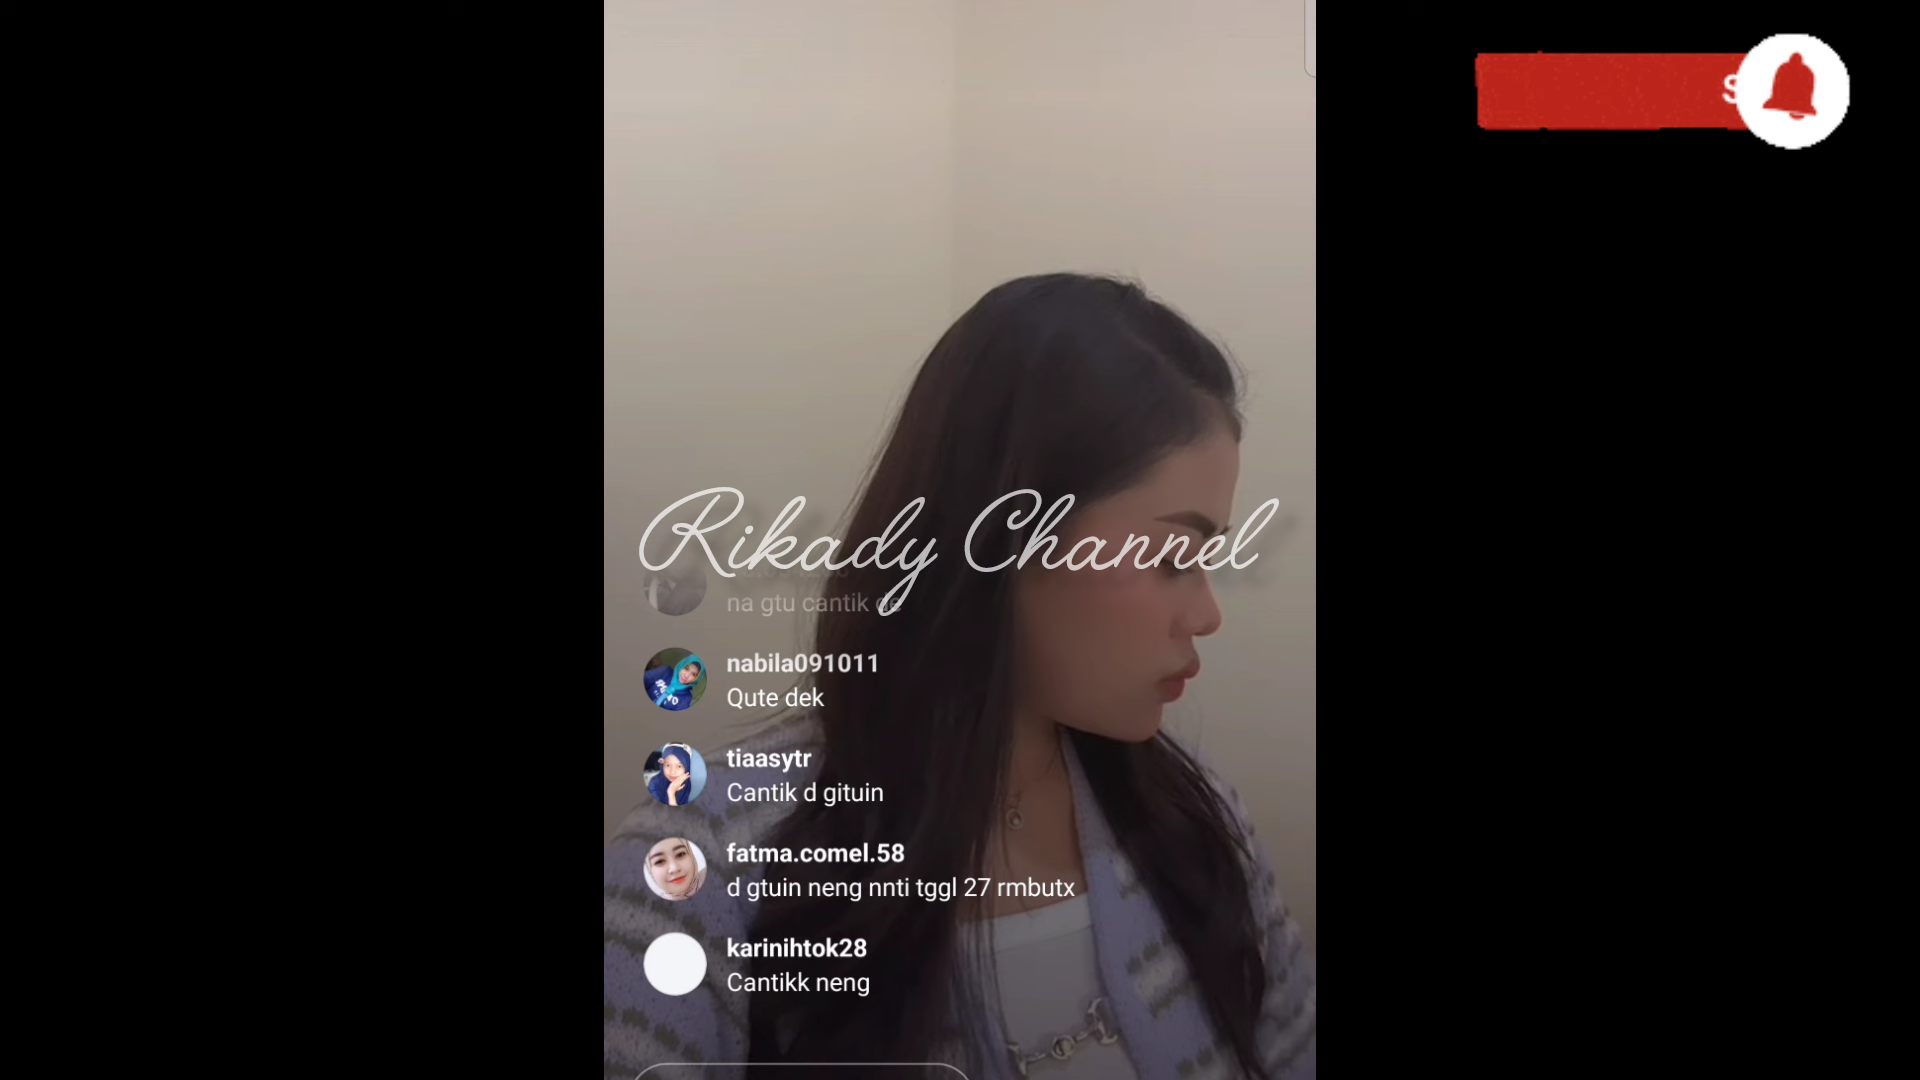 Rikady Channel
na gtu cantik de
nabila091011
Qute dek
tiaasytr
Cantik d gituin
fatma.comel.58
d gtuin neng nnti tggl 27 rmbutx
karinihtok28
Cantikk neng